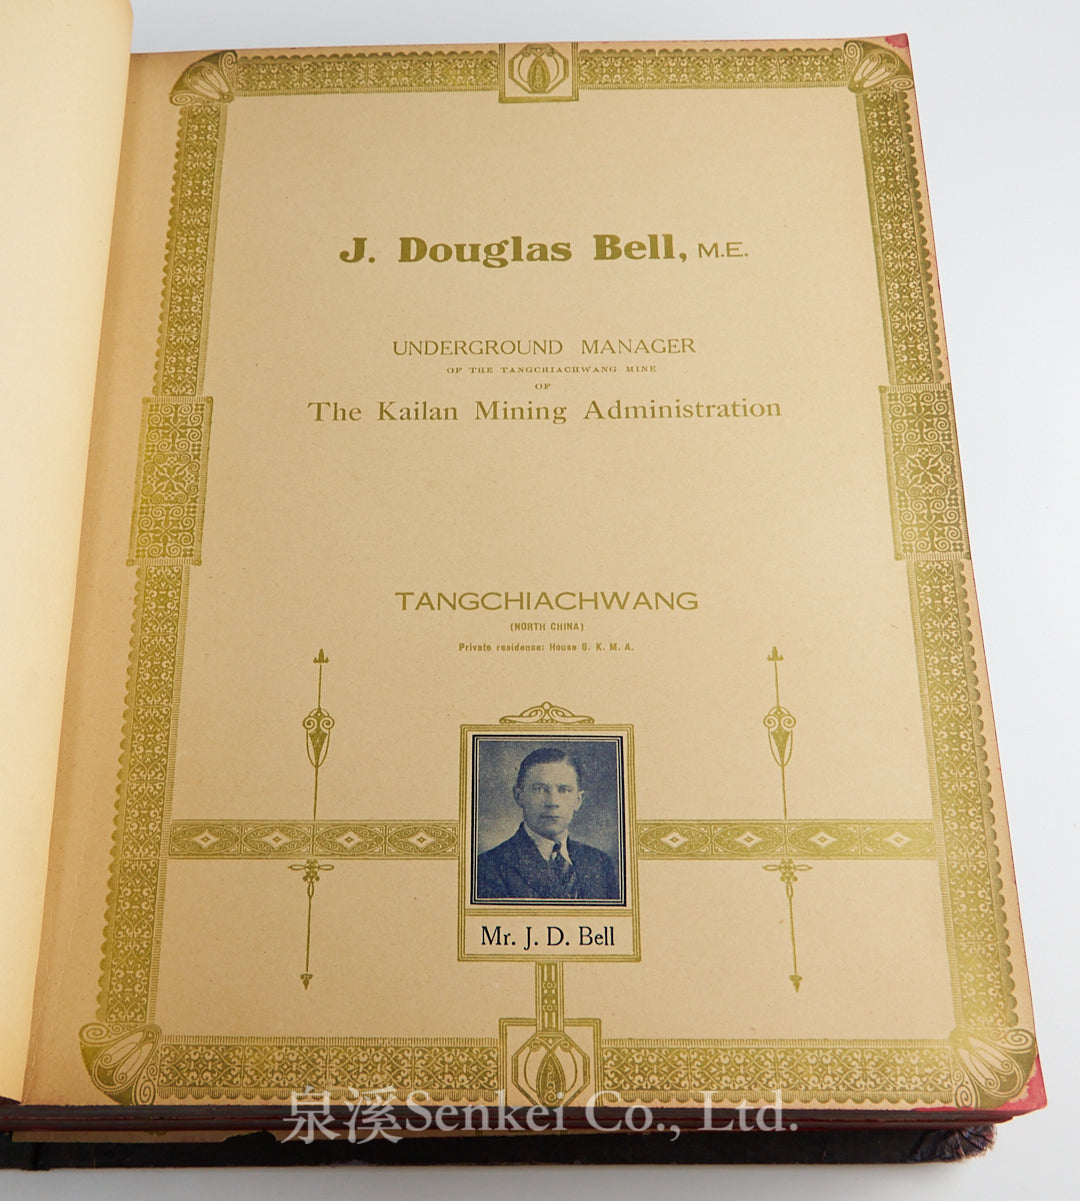 J. Douglas Bell, M.E.
UNDERGROUND MANAGER
OF THE TANGCHIACHWANG MINE
OF
The Kailan Mining Administration
TANGCHIACHWANG
(NORTH CHINA)
Private residence: House 6. K. M. A.
Mr. J. D. Bell
泉溪Senkei Co., Ltd.